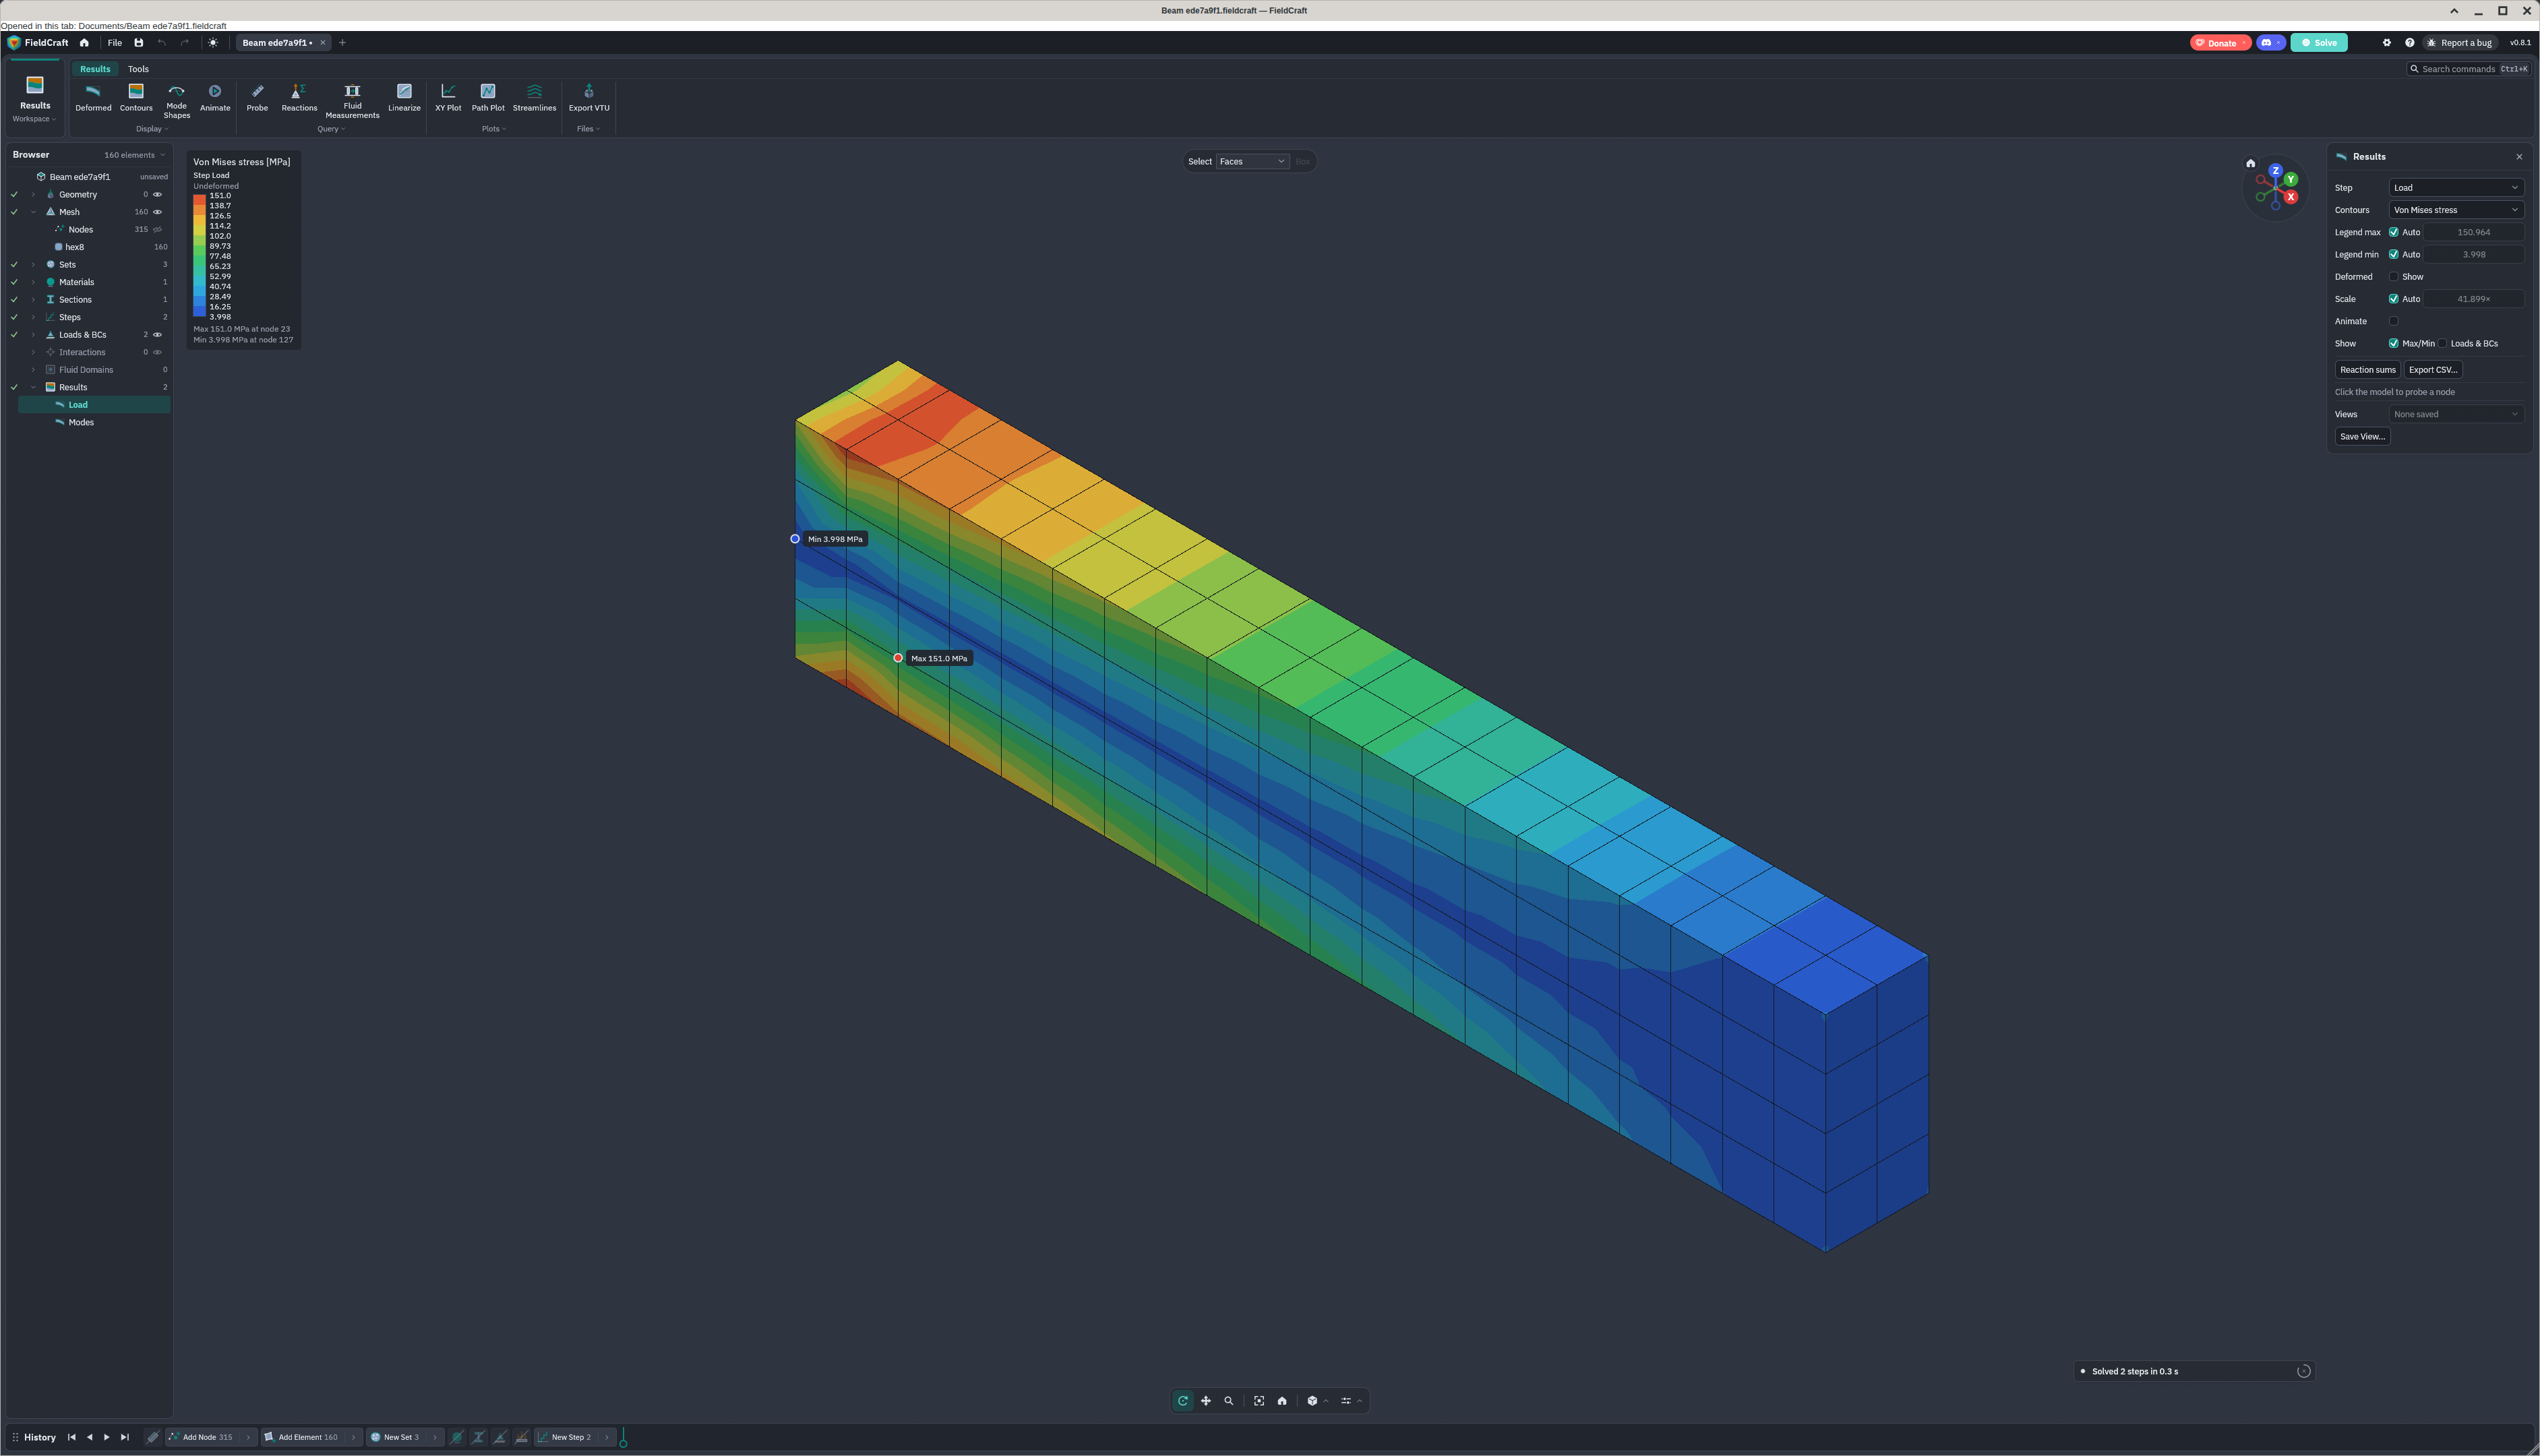 Beam ede7a9f1.fieldcraft — FieldCraft
Opened in this tab: Documents/Beam ede7a9f1.fieldcraft
FieldCraft File Beam ede7a9f1 • × + Donate Solve Report a bug v0.8.1
Results Tools Search commands Ctrl+K
Results
Workspace
Deformed Contours Mode Shapes Animate Probe Reactions Fluid Measurements Linearize XY Plot Path Plot Streamlines Export VTU
Display Query Plots Files
Browser 160 elements
Beam ede7a9f1 unsaved
Geometry 0
Mesh 160
Nodes 315
hex8 160
Sets 3
Materials 1
Sections 1
Steps 2
Loads & BCs 2
Interactions 0
Fluid Domains 0
Results 2
Load
Modes
Von Mises stress [MPa]
Step Load
Undeformed
151.0
138.7
126.5
114.2
102.0
89.73
77.48
65.23
52.99
40.74
28.49
16.25
3.998
Max 151.0 MPa at node 23
Min 3.998 MPa at node 127
Select Faces Box
Z
Y
X
Min 3.998 MPa
Max 151.0 MPa
Results
Step Load
Contours Von Mises stress
Legend max Auto 150.964
Legend min Auto 3.998
Deformed Show
Scale Auto 41.899×
Animate
Show Max/Min Loads & BCs
Reaction sums Export CSV...
Click the model to probe a node
Views None saved
Save View...
Solved 2 steps in 0.3 s
History Add Node 315 Add Element 160 New Set 3 New Step 2